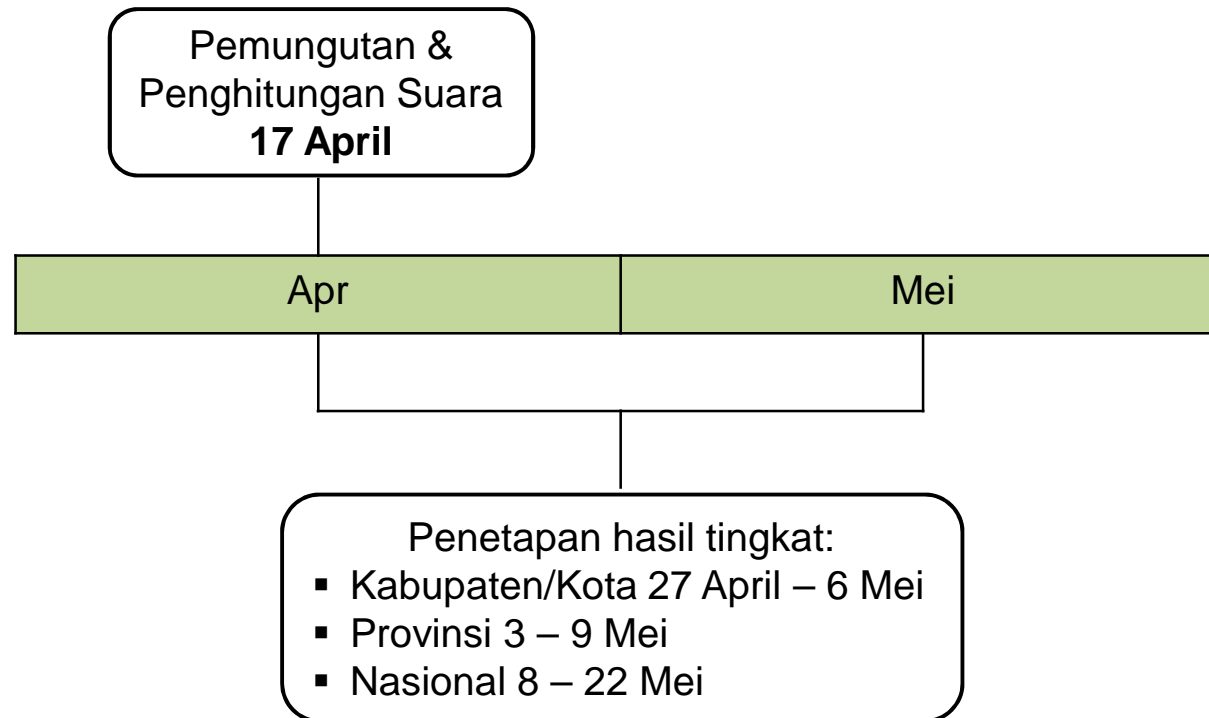 Pemungutan &
Penghitungan Suara
17 April
Apr
Mei
Penetapan hasil tingkat:
▪ Kabupaten/Kota 27 April – 6 Mei
▪ Provinsi 3 – 9 Mei
▪ Nasional 8 – 22 Mei